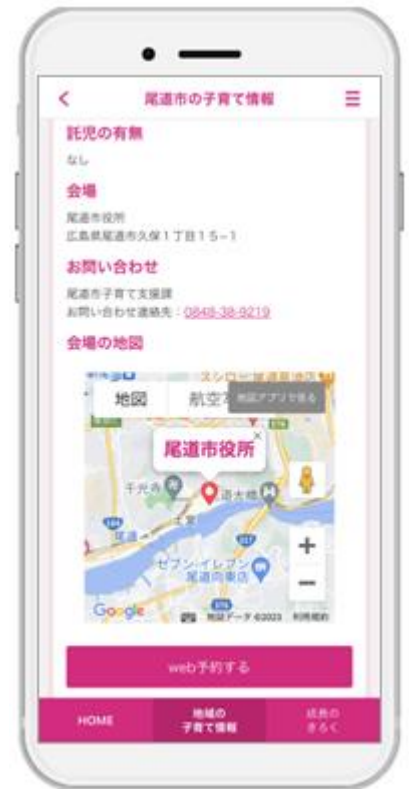 尾道市の子育て情報
託児の有無
なし
会場
尾道市役所
広島県尾道市久保1丁目15-1
お問い合わせ
尾道市子育て支援課
お問い合わせ連絡先：0848-38-9219
会場の地図
地図
航空写
地図アプリで見る
尾道市役所
千光寺
尾道大橋
尾道
セブン-イレブン
尾道向東店
Google
地図データ ©2023
利用規約
web予約する
HOME
地域の
子育て情報
成長の
きろく